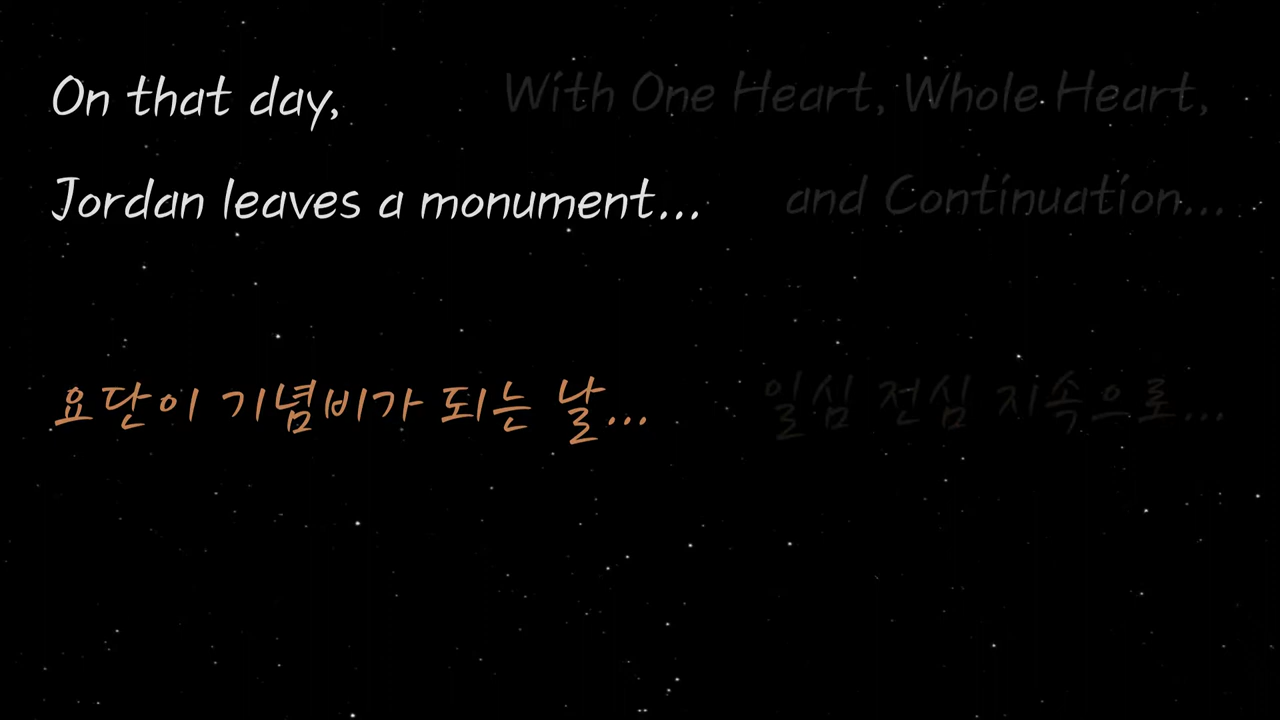 On that day,
With One Heart, Whole Heart,
Jordan leaves a monument...
and Continuation...
요단이 기념비가 되는 날...
일심 전심 지속으로...